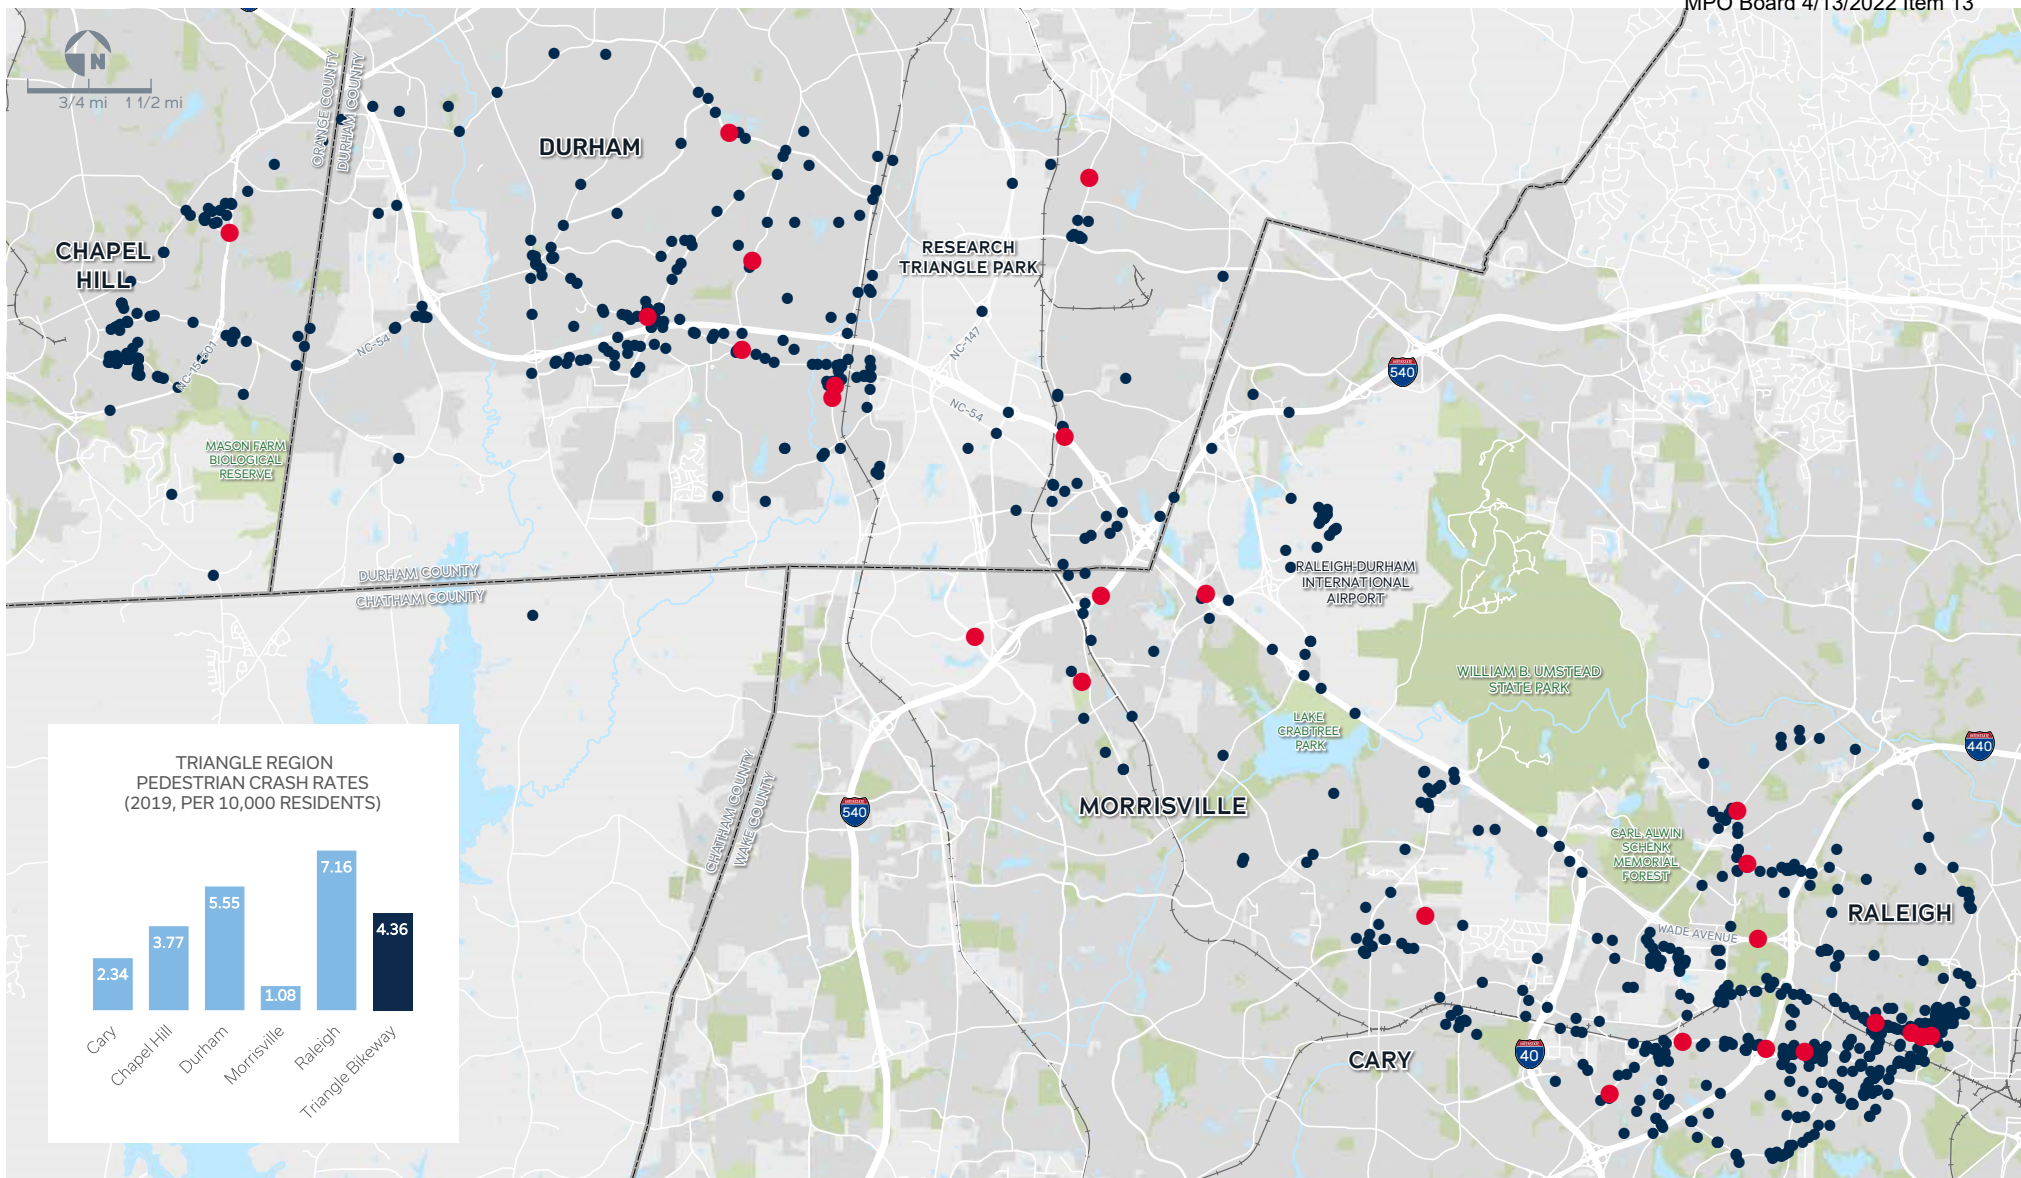 MPO Board 4/13/2022 Item 13
N
3/4 mi 1 1/2 mi
ORANGE COUNTY
DURHAM COUNTY
DURHAM
CHAPEL
HILL
RESEARCH
TRIANGLE PARK
NC-15-501
NC-54
NC-147
NC-54
540
MASON FARM
BIOLOGICAL
RESERVE
DURHAM COUNTY
CHATHAM COUNTY
RALEIGH-DURHAM
INTERNATIONAL
AIRPORT
WILLIAM B. UMSTEAD
STATE PARK
LAKE
CRABTREE
PARK
440
CHATHAM COUNTY
WAKE COUNTY
540
MORRISVILLE
CARL ALWIN
SCHENK
MEMORIAL
FOREST
RALEIGH
WADE AVENUE
CARY
40
TRIANGLE REGION
PEDESTRIAN CRASH RATES
(2019, PER 10,000 RESIDENTS)
2.34
3.77
5.55
1.08
7.16
4.36
Cary
Chapel Hill
Durham
Morrisville
Raleigh
Triangle Bikeway